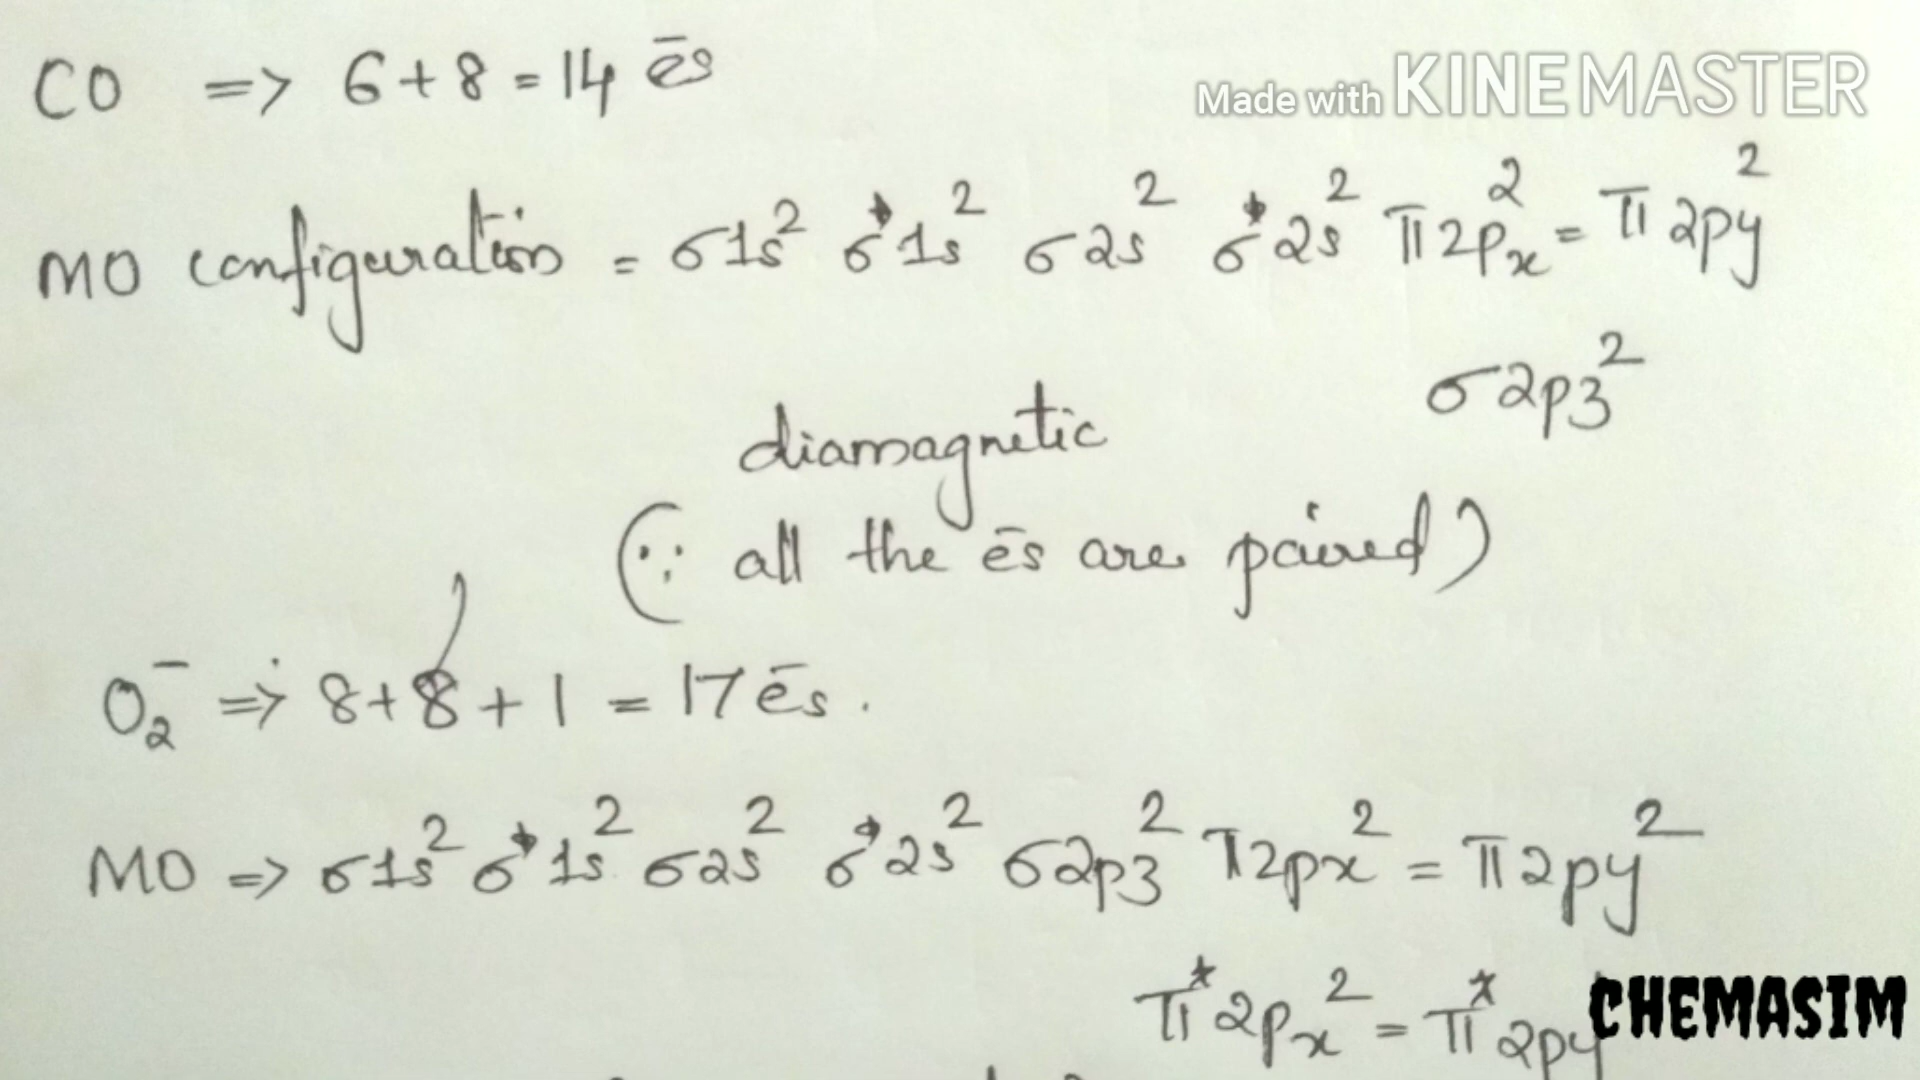 CO => 6+8=14 ēs
Made with KINEMASTER
MO configuration = σ1s² σ*1s² σ2s² σ*2s² π2pₓ² = π2py²
σ2pz²
diamagnetic
(∵ all the ēs are paired)
O₂⁻ => 8+8+1 = 17 ēs.
MO => σ1s² σ*1s² σ2s² σ*2s² σ2pz² π2px² = π2py²
π*2pₓ² = π*2py
CHEMASIM